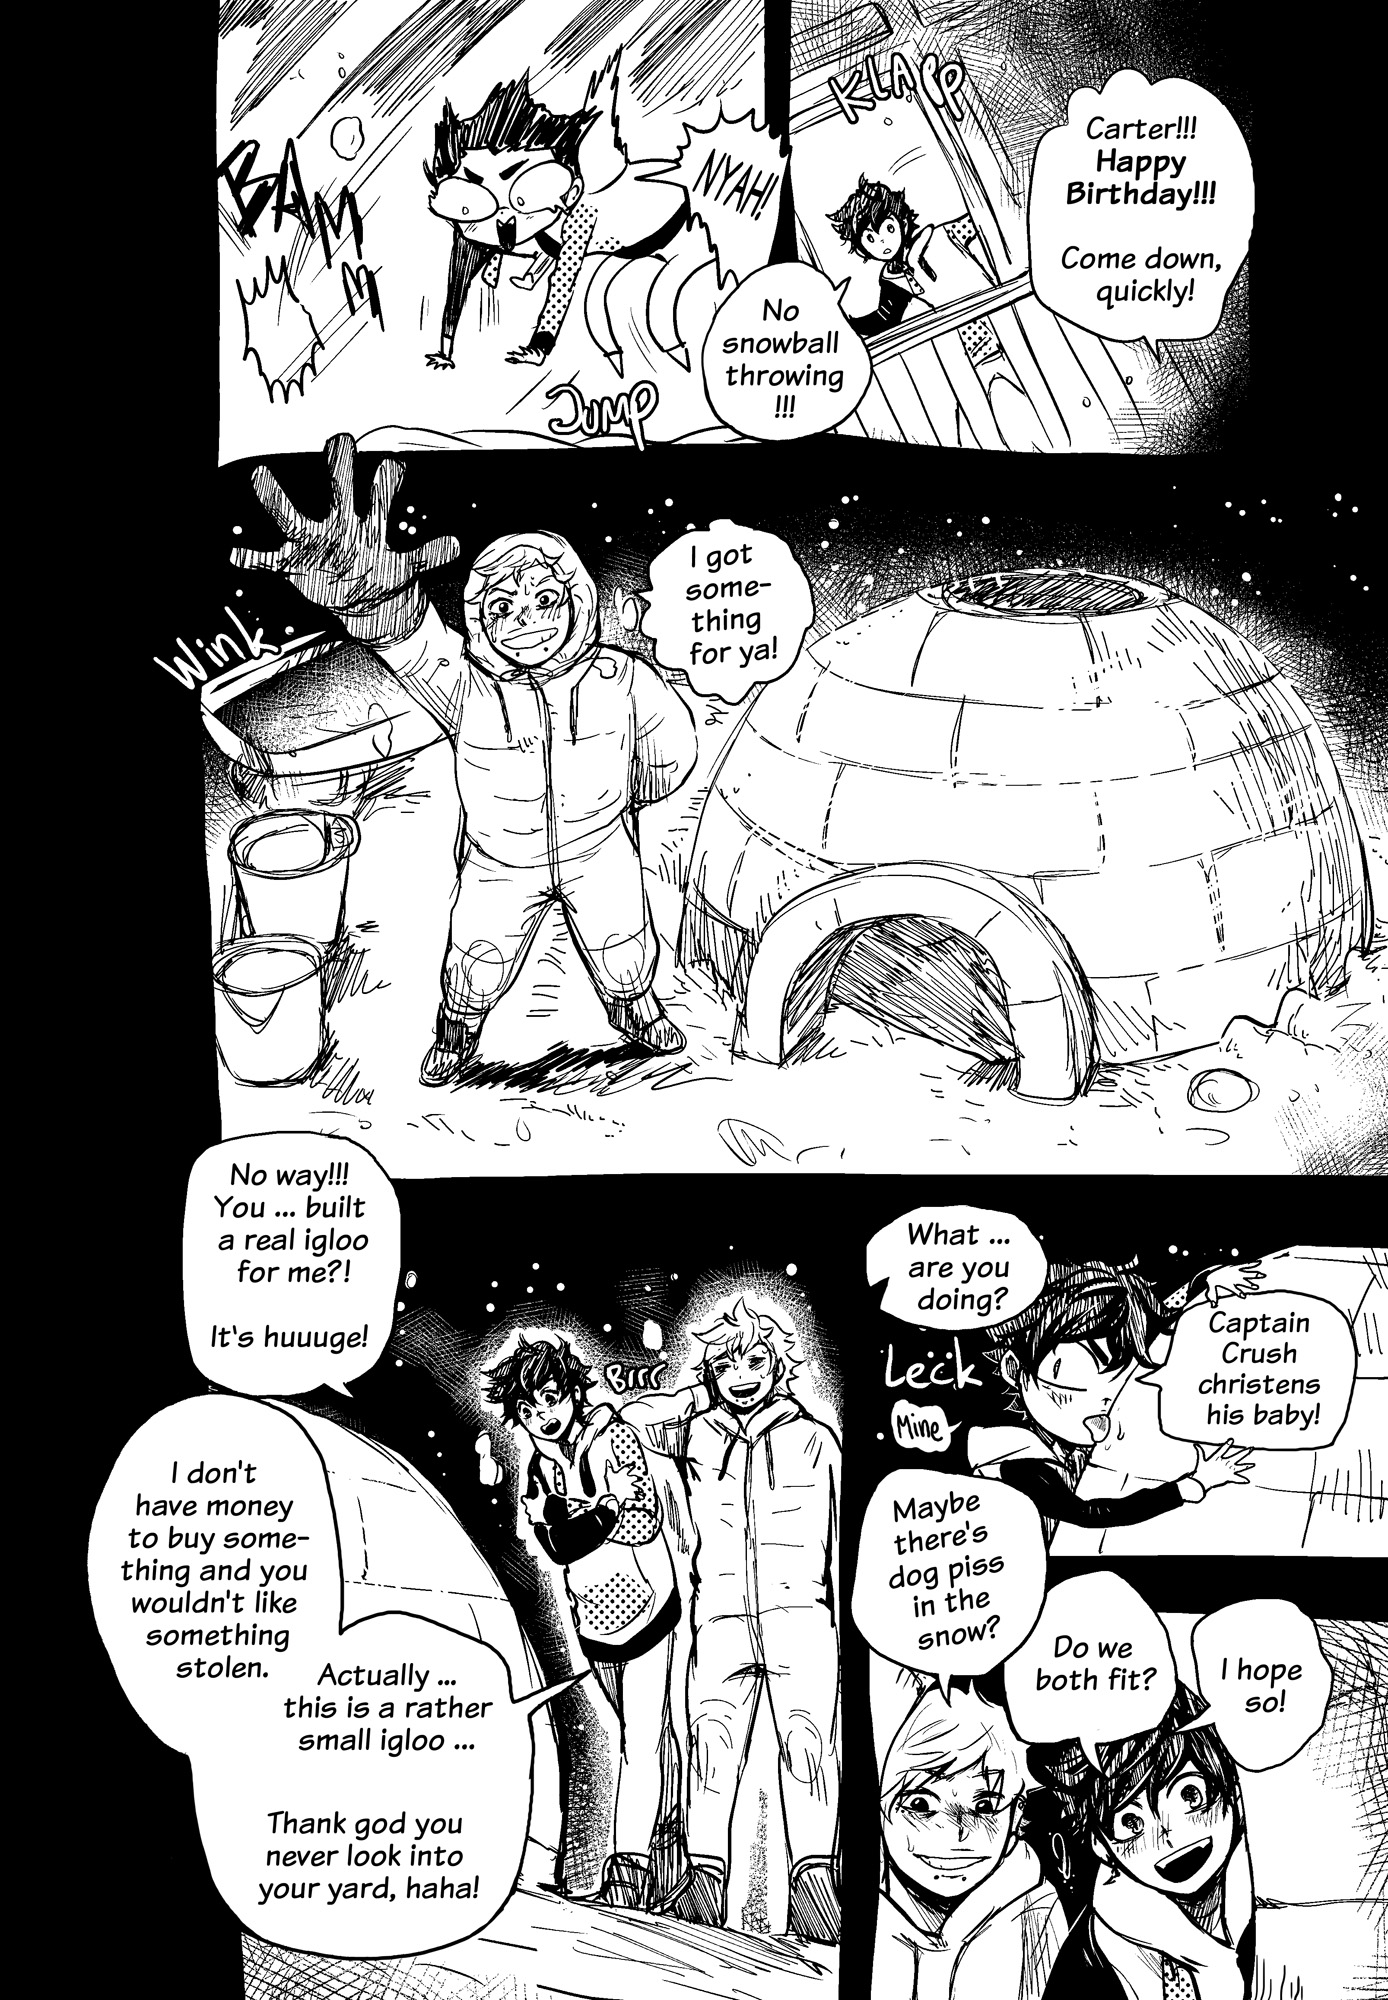 BAMM
NYAH!
JUMP
KLAPP
Carter!!!
Happy
Birthday!!!
Come down,
quickly!
No
snowball
throwing
!!!
Wink
I got
some-
thing
for ya!
No way!!!
You ... built
a real igloo
for me?!
It's huuuge!
I don't
have money
to buy some-
thing and you
wouldn't like
something
stolen.
Actually ...
this is a rather
small igloo ...
Thank god you
never look into
your yard, haha!
Brrr
What ...
are you
doing?
Leck
Mine
Captain
Crush
christens
his baby!
Maybe
there's
dog piss
in the
snow?
Do we
both fit?
I hope
so!